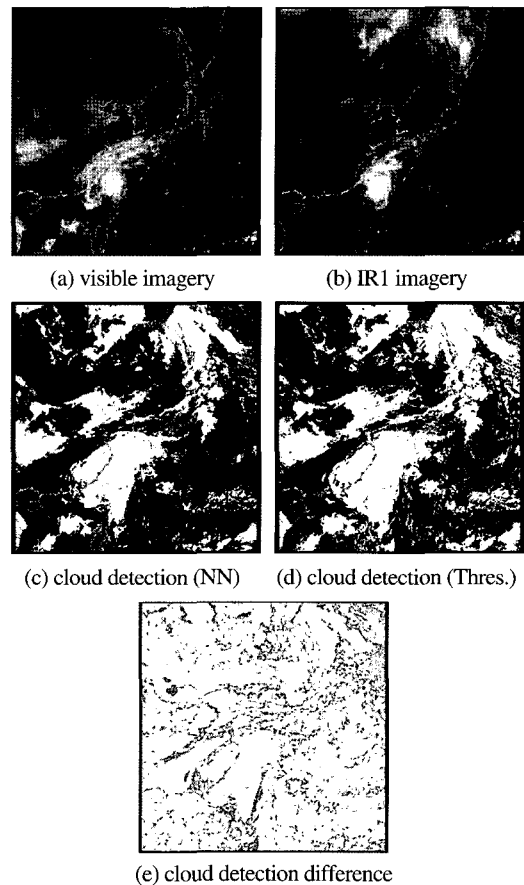 (a) visible imagery
(b) IR1 imagery
(c) cloud detection (NN)
(d) cloud detection (Thres.)
(e) cloud detection difference